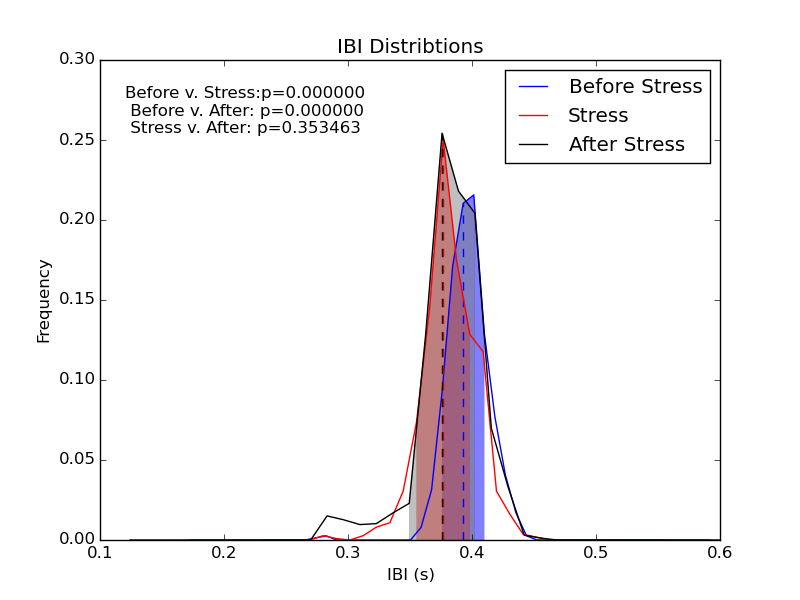 IBI Distribtions
0.30
0.25
0.20
0.15
0.10
0.05
0.00
Frequency
Before v. Stress:p=0.000000
Before v. After: p=0.000000
Stress v. After: p=0.353463
Before Stress
Stress
After Stress
0.1 0.2 0.3 0.4 0.5 0.6
IBI (s)